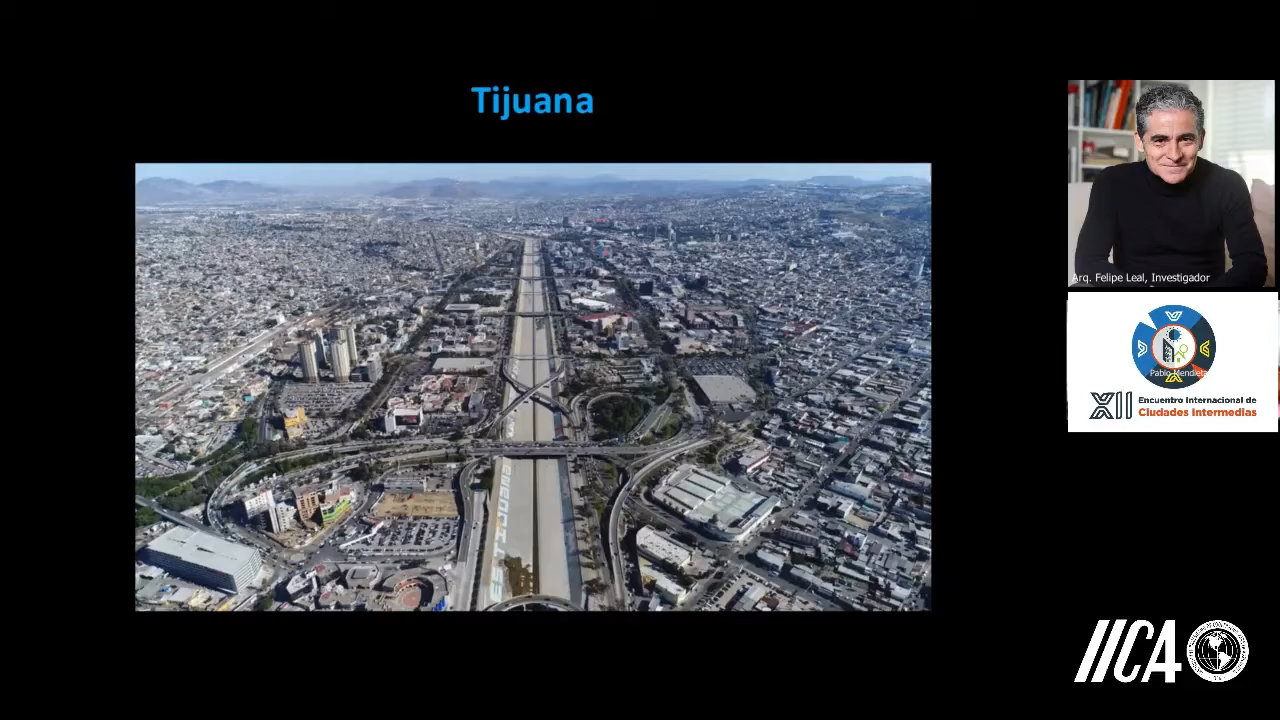 Tijuana
Arq. Felipe Leal, Investigador
Pablo Mendieta
XII
Encuentro Internacional de
Ciudades Intermedias
IICA